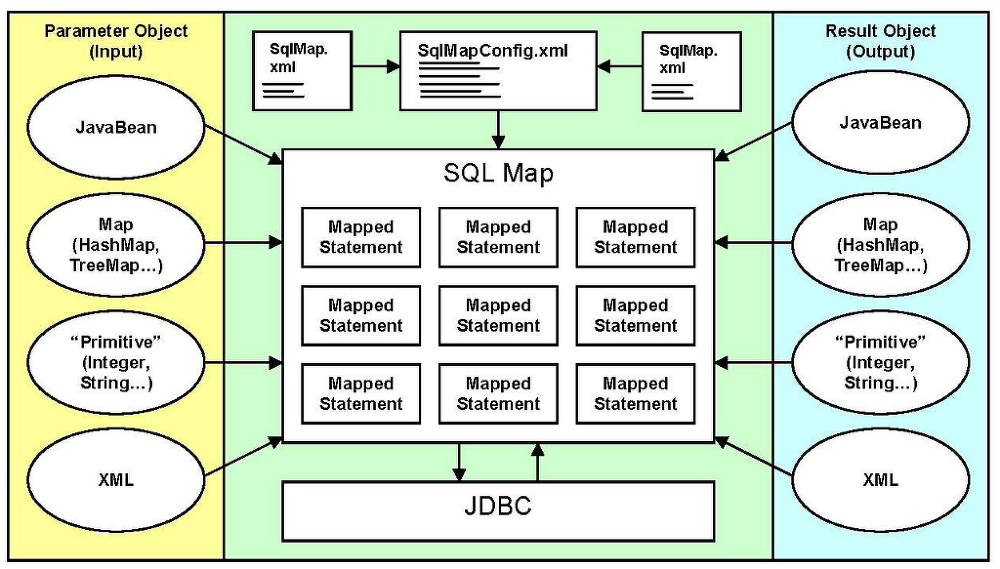 Parameter Object
(Input)
JavaBean
Map
(HashMap,
TreeMap…)
“Primitive”
(Integer,
String…)
XML
SqlMap.
xml
SqlMapConfig.xml
SqlMap.
xml
SQL Map
Mapped
Statement
Mapped
Statement
Mapped
Statement
Mapped
Statement
Mapped
Statement
Mapped
Statement
Mapped
Statement
Mapped
Statement
Mapped
Statement
JDBC
Result Object
(Output)
JavaBean
Map
(HashMap,
TreeMap…)
“Primitive”
(Integer,
String…)
XML